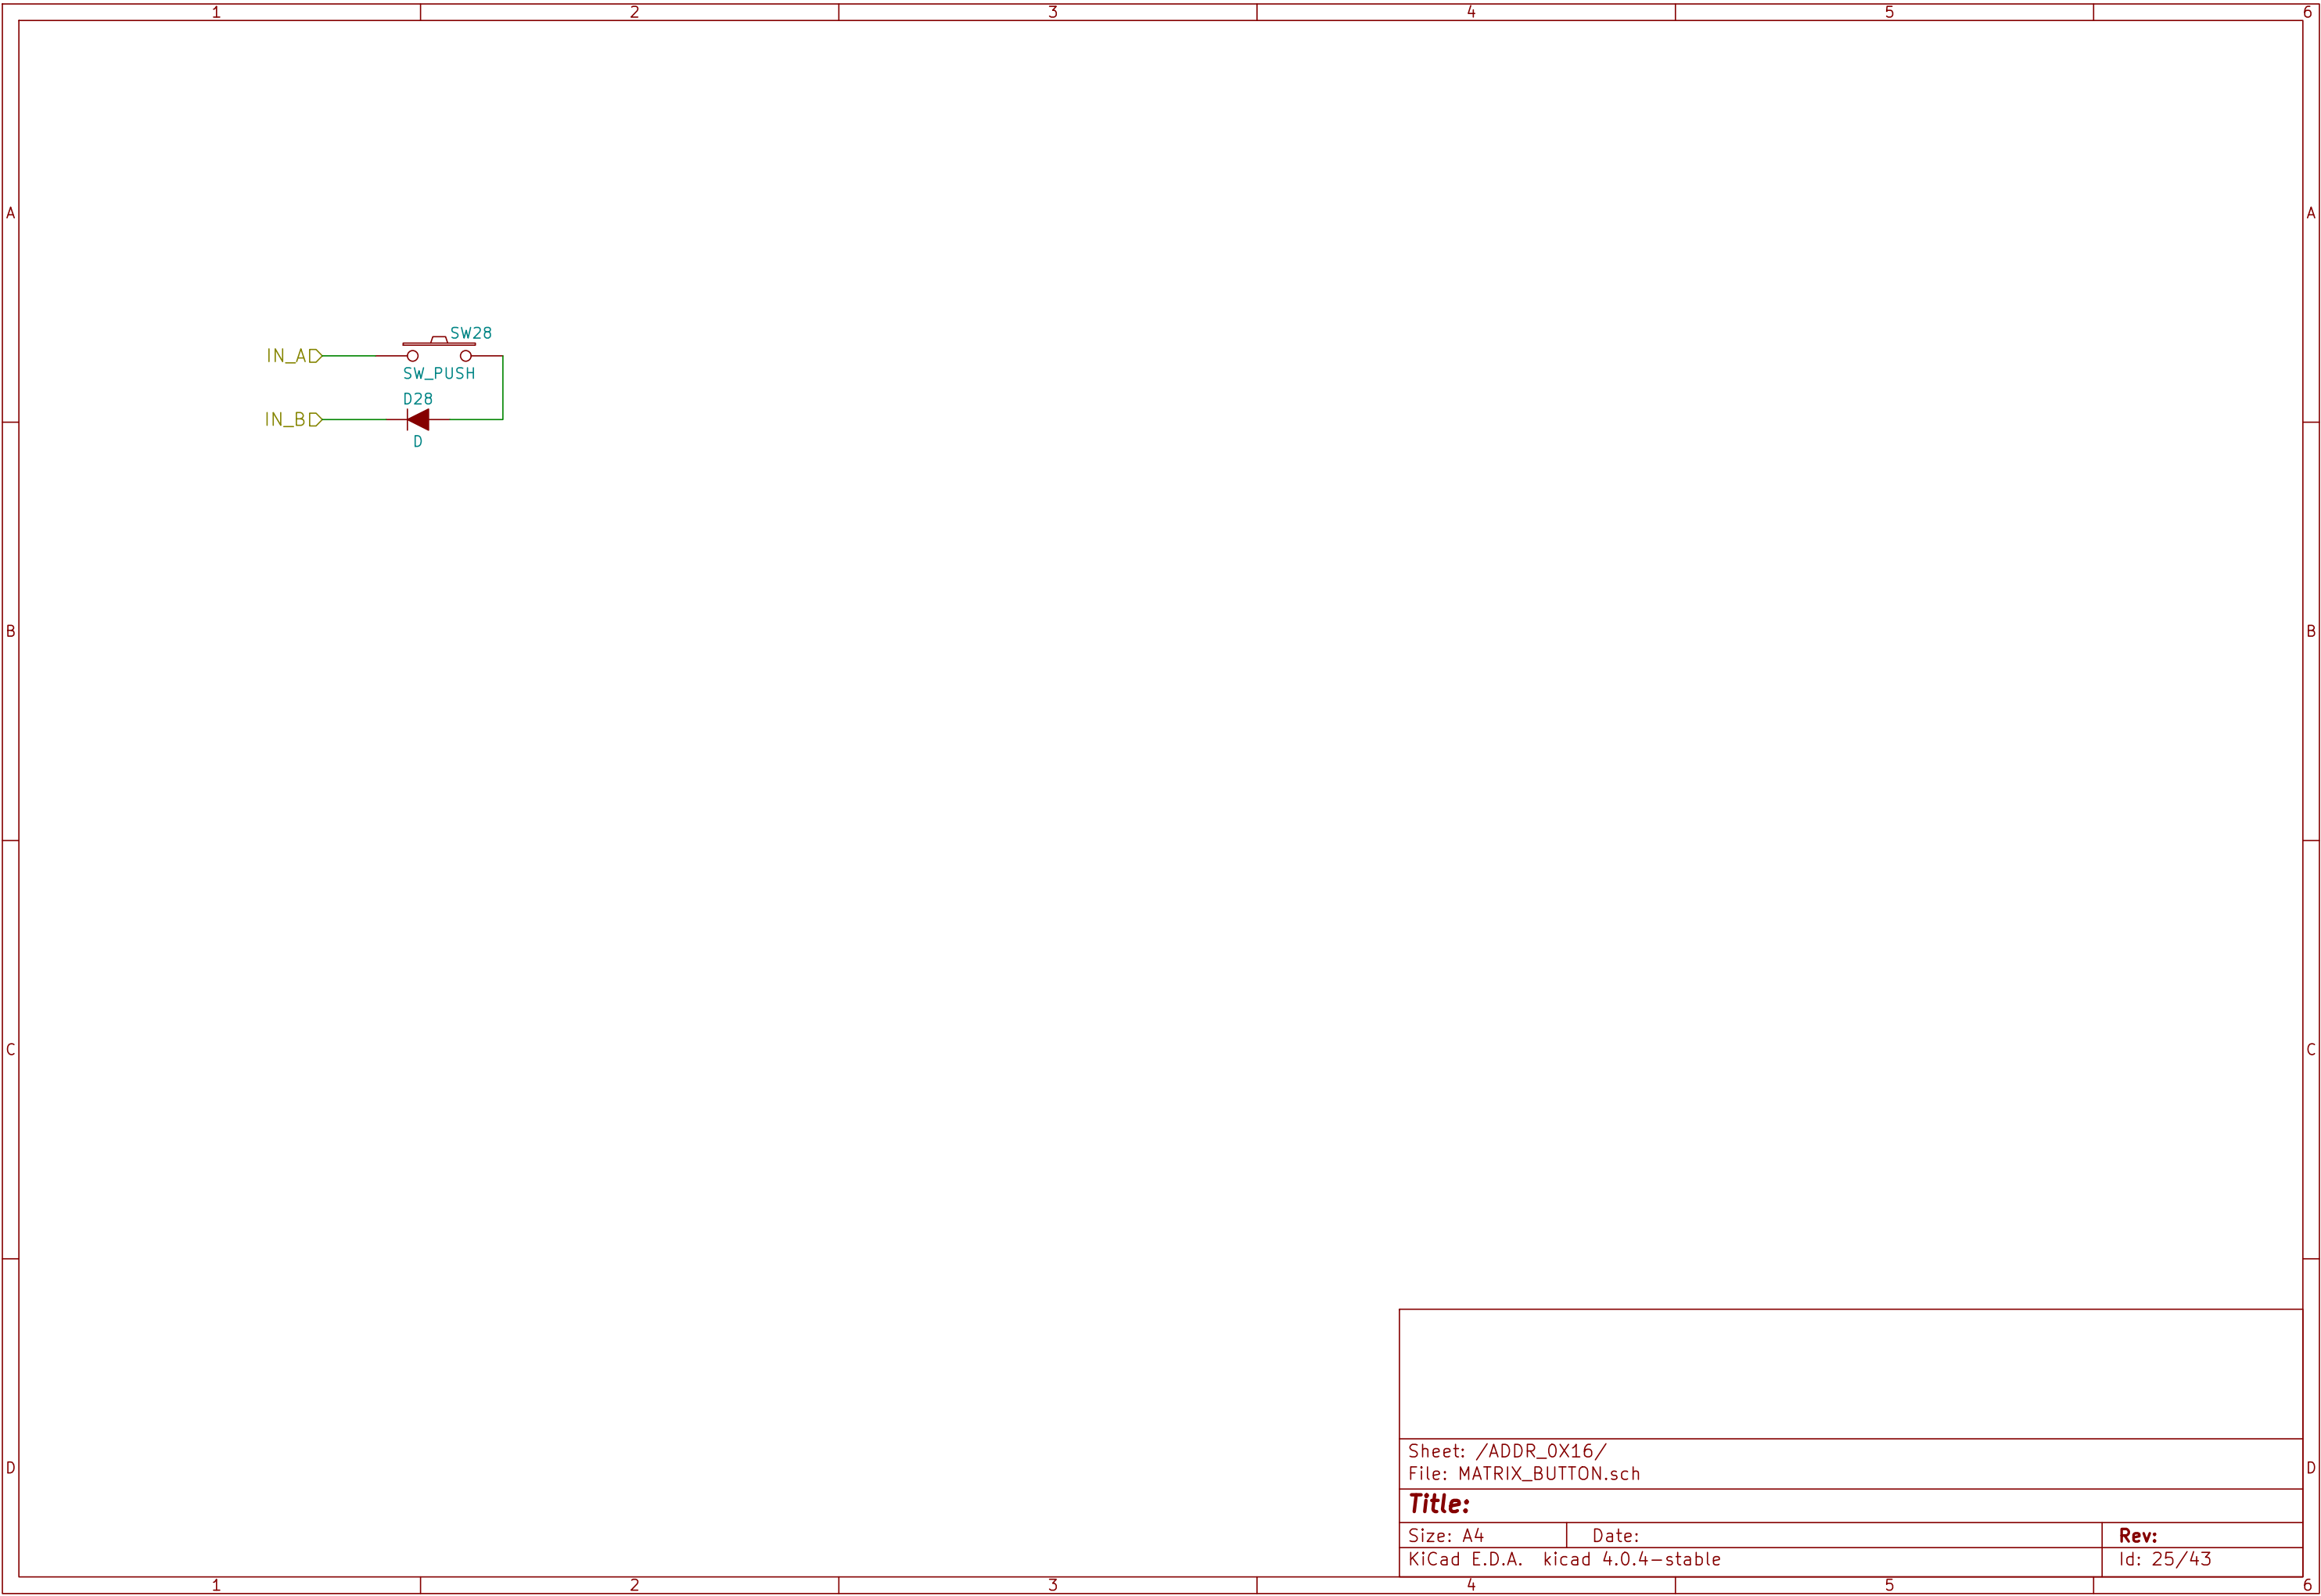 1 2 3 4 5 6
A A
SW28
IN_A
SW_PUSH
D28
IN_B
D
B B
C C
Sheet: /ADDR_0X16/
File: MATRIX_BUTTON.sch
D D
Title:
Size: A4 Date: Rev:
KiCad E.D.A. kicad 4.0.4-stable Id: 25/43
1 2 3 4 5 6